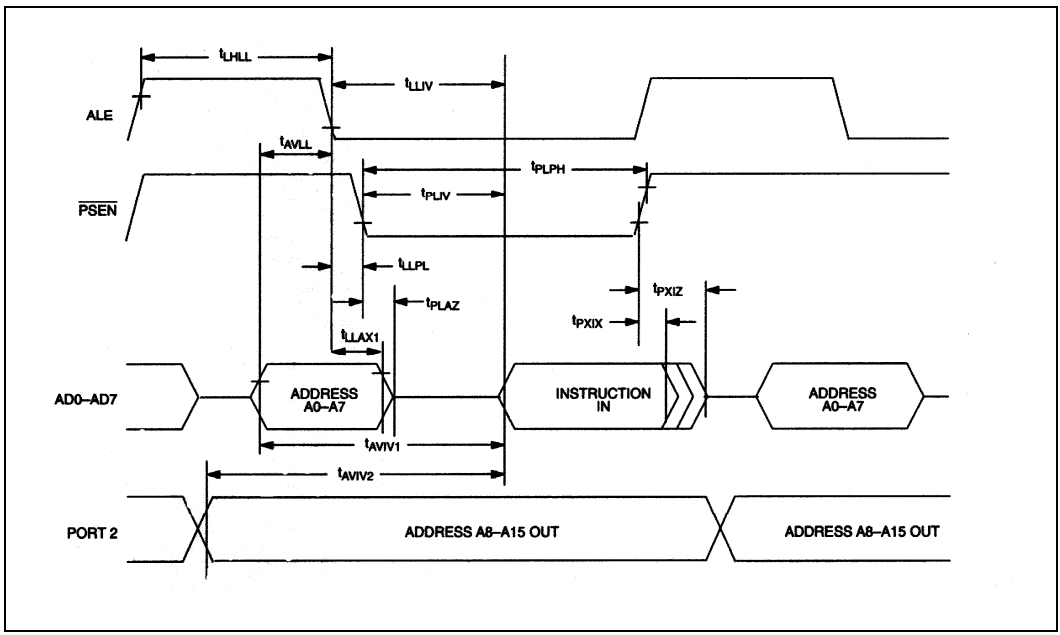 tLHLL
tLLIV
ALE
tAVLL
tPLPH
PSEN
tPLIV
tLLPL
tPXIZ
tPLAZ
tPXIX
tLLAX1
AD0–AD7
ADDRESS
A0–A7
INSTRUCTION
IN
ADDRESS
A0–A7
tAVIV1
tAVIV2
PORT 2
ADDRESS A8–A15 OUT
ADDRESS A8–A15 OUT